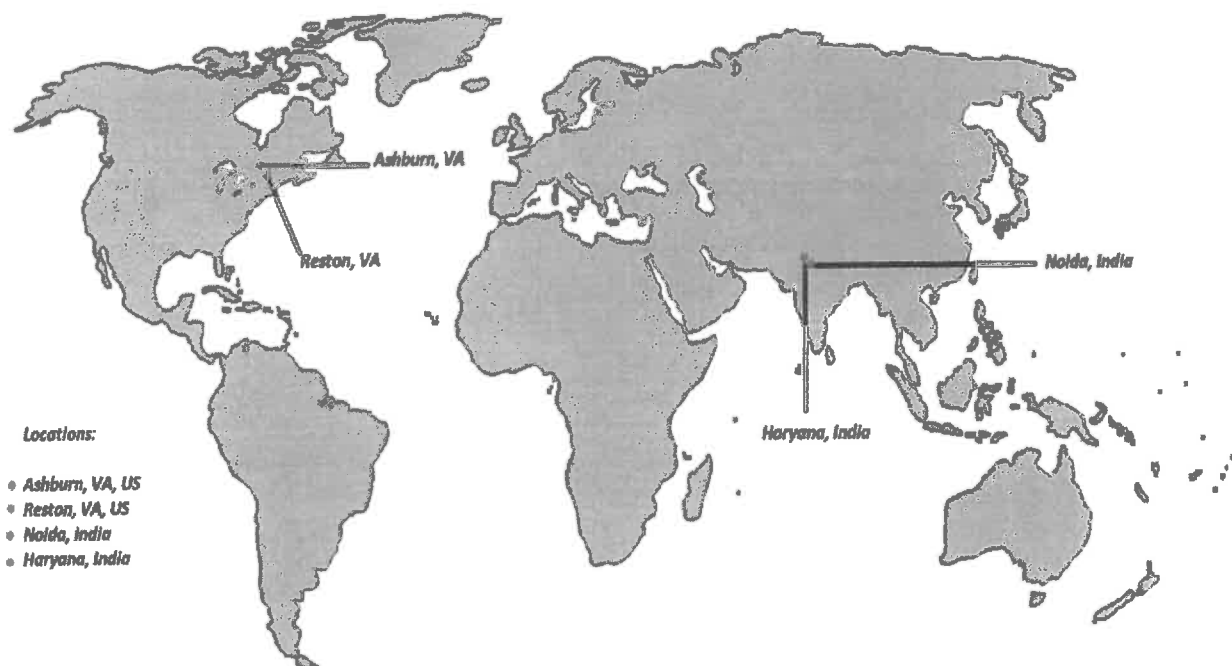 Ashburn, VA
Reston, VA
Noida, India
Haryana, India
Locations:
Ashburn, VA, US
Reston, VA, US
Noida, India
Haryana, India